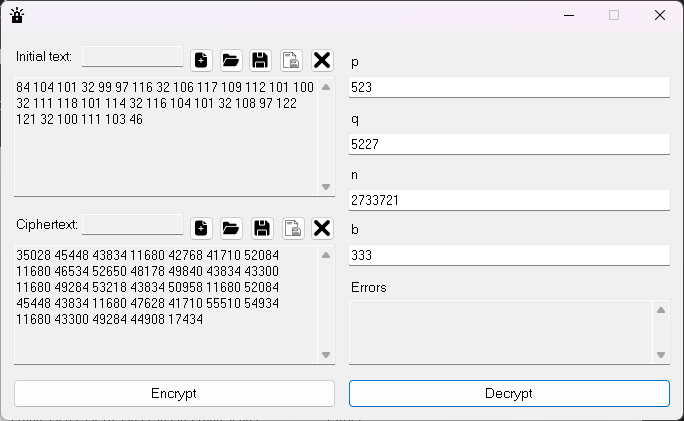 Initial text:
84 104 101 32 99 97 116 32 106 117 109 112 101 100
32 111 118 101 114 32 116 104 101 32 108 97 122
121 32 100 111 103 46
Ciphertext:
35028 45448 43834 11680 42768 41710 52084
11680 46534 52650 48178 49840 43834 43300
11680 49284 53218 43834 50958 11680 52084
45448 43834 11680 47628 41710 55510 54934
11680 43300 49284 44908 17434
Encrypt
p
523
q
5227
n
2733721
b
333
Errors
Decrypt